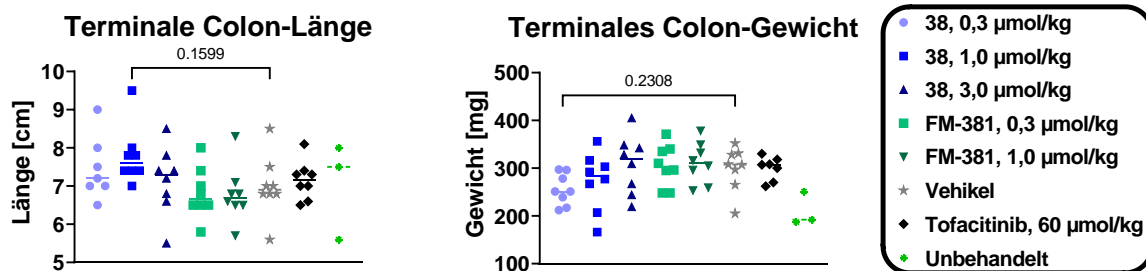 Terminale Colon-Länge
0.1599
Länge [cm]
10
9
8
7
6
5
Terminales Colon-Gewicht
0.2308
Gewicht [mg]
500
400
300
200
100
38, 0,3 µmol/kg
38, 1,0 µmol/kg
38, 3,0 µmol/kg
FM-381, 0,3 µmol/kg
FM-381, 1,0 µmol/kg
Vehikel
Tofacitinib, 60 µmol/kg
Unbehandelt